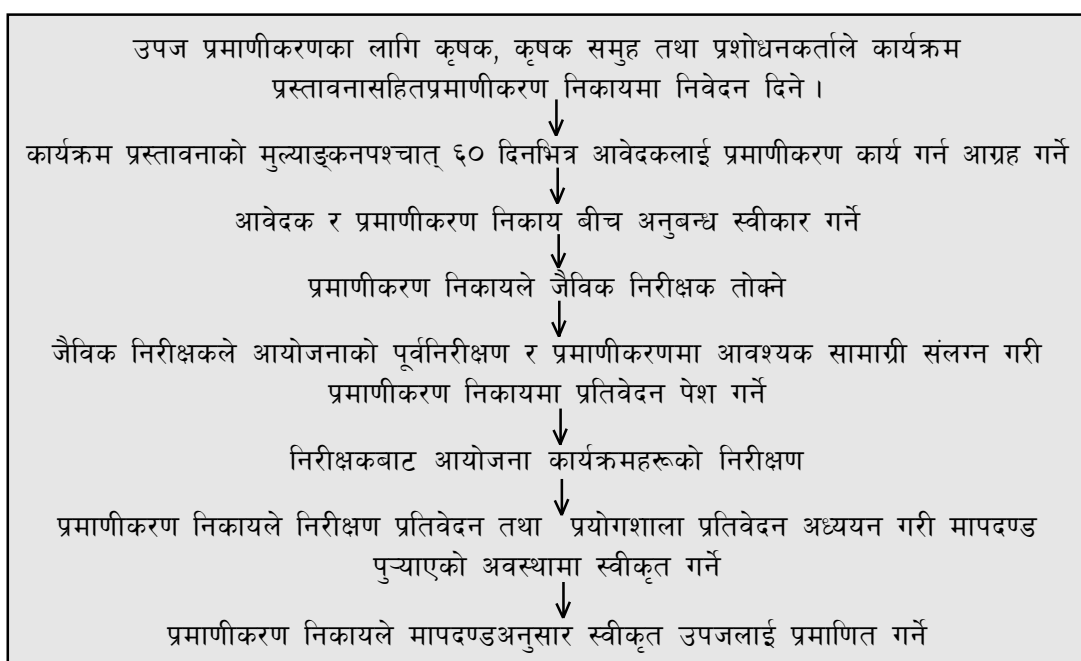 उपज प्रमाणीकरणका लागि कृषक, कृषक समुह तथा प्रशोधनकर्ताले कार्यक्रम
प्रस्तावनासहितप्रमाणीकरण निकायमा निवेदन दिने ।
कार्यक्रम प्रस्तावनाको मुल्याङ्कनपश्चात् ६० दिनभित्र आवेदकलाई प्रमाणीकरण कार्य गर्न आग्रह गर्ने
आवेदक र प्रमाणीकरण निकाय बीच अनुबन्ध स्वीकार गर्ने
प्रमाणीकरण निकायले जैविक निरीक्षक तोक्ने
जैविक निरीक्षकले आयोजनाको पूर्वनिरीक्षण र प्रमाणीकरणमा आवश्यक सामाग्री संलग्न गरी
प्रमाणीकरण निकायमा प्रतिवेदन पेश गर्ने
निरीक्षकबाट आयोजना कार्यक्रमहरूको निरीक्षण
प्रमाणीकरण निकायले निरीक्षण प्रतिवेदन तथा प्रयोगशाला प्रतिवेदन अध्ययन गरी मापदण्ड
पुऱ्याएको अवस्थामा स्वीकृत गर्ने
प्रमाणीकरण निकायले मापदण्डअनुसार स्वीकृत उपजलाई प्रमाणित गर्ने